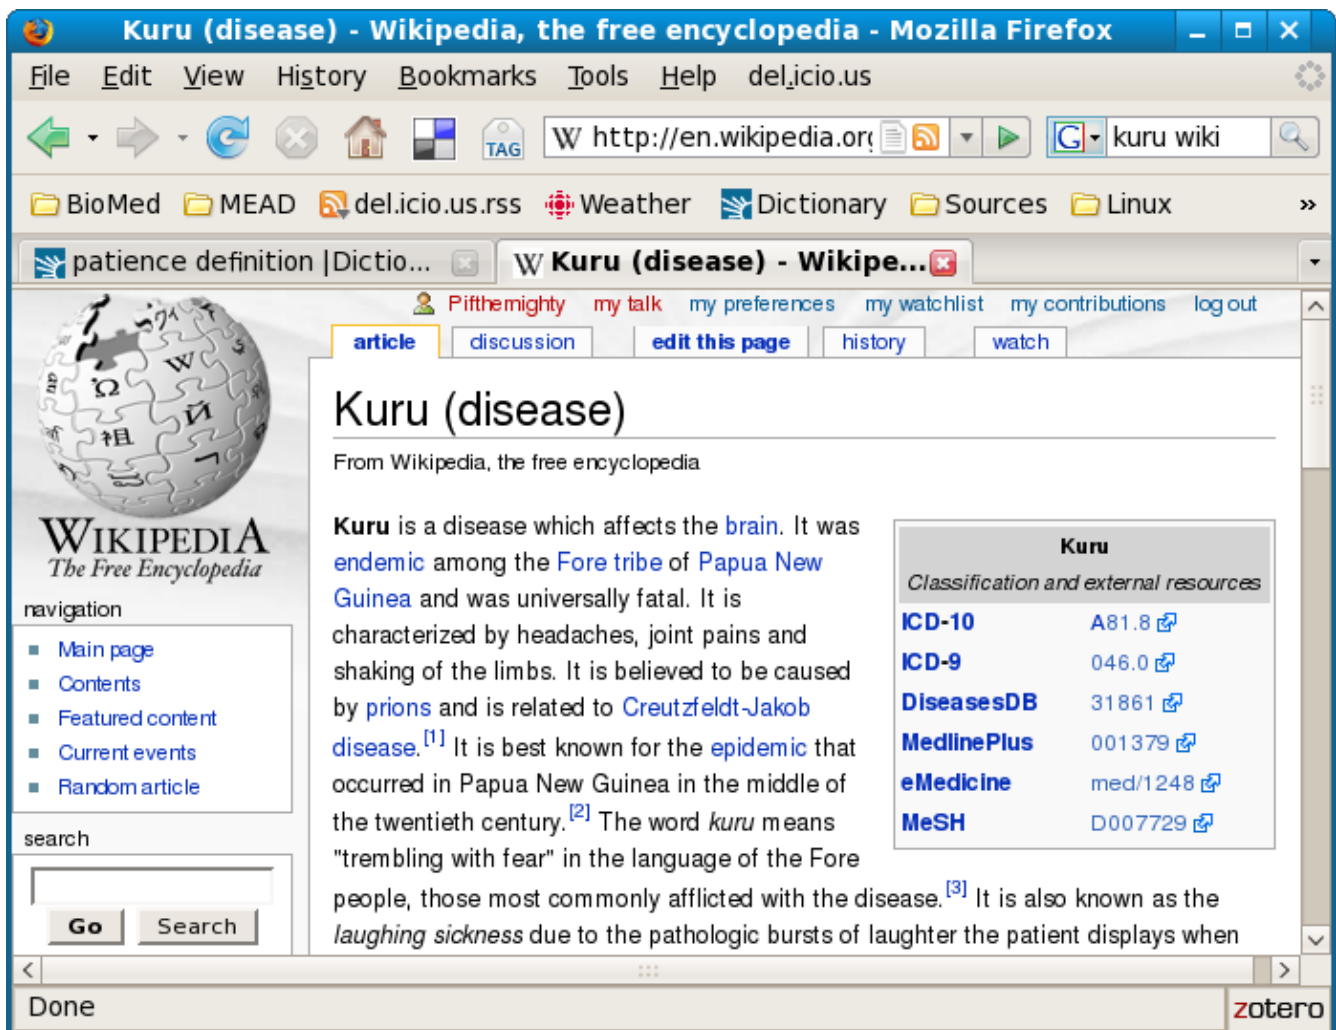 Kuru (disease) - Wikipedia, the free encyclopedia - Mozilla Firefox
File Edit View History Bookmarks Tools Help del.icio.us
TAG W http://en.wikipedia.org G kuru wiki
BioMed MEAD del.icio.us.rss Weather Dictionary Sources Linux »
patience definition |Dictio... W Kuru (disease) - Wikipe...
Pifthemighty my talk my preferences my watchlist my contributions log out
article discussion edit this page history watch
Kuru (disease)
From Wikipedia, the free encyclopedia
WIKIPEDIA
The Free Encyclopedia
navigation
Main page
Contents
Featured content
Current events
Random article
search
Go Search
Kuru is a disease which affects the brain. It was
endemic among the Fore tribe of Papua New
Guinea and was universally fatal. It is
characterized by headaches, joint pains and
shaking of the limbs. It is believed to be caused
by prions and is related to Creutzfeldt-Jakob
disease.[1] It is best known for the epidemic that
occurred in Papua New Guinea in the middle of
the twentieth century.[2] The word kuru means
"trembling with fear" in the language of the Fore
people, those most commonly afflicted with the disease.[3] It is also known as the
laughing sickness due to the pathologic bursts of laughter the patient displays when
Kuru
Classification and external resources
ICD-10 A81.8
ICD-9 046.0
DiseasesDB 31861
MedlinePlus 001379
eMedicine med/1248
MeSH D007729
Done
zotero